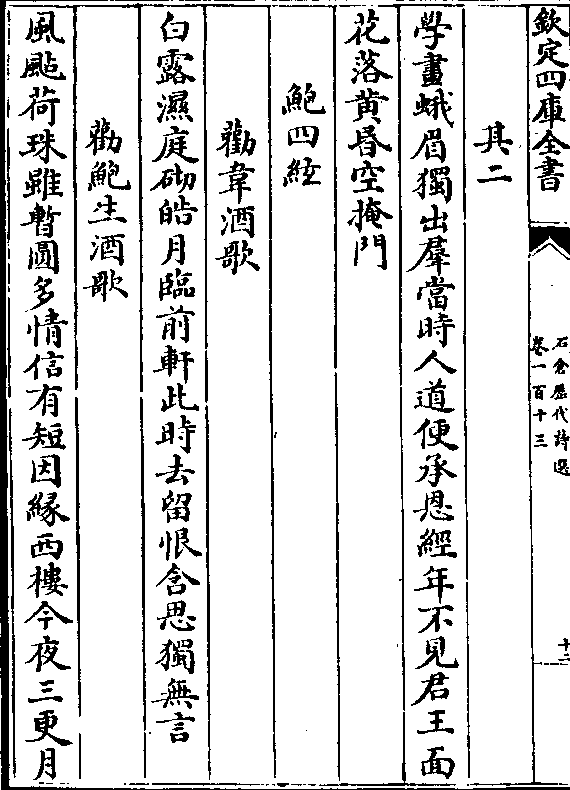 欽定四庫全書
石倉歷代詩選
卷一百十三
十二
其二
學畫蛾眉獨出羣當時人道便承恩經年不見君王面
花落黄昏空掩門
鮑四絃
勸韋酒歌
白露濕庭砌皓月臨前軒此時去留恨含思獨無言
勸鮑生酒歌
風颭荷珠雖暫圓多情信有短因緣西樓今夜三更月